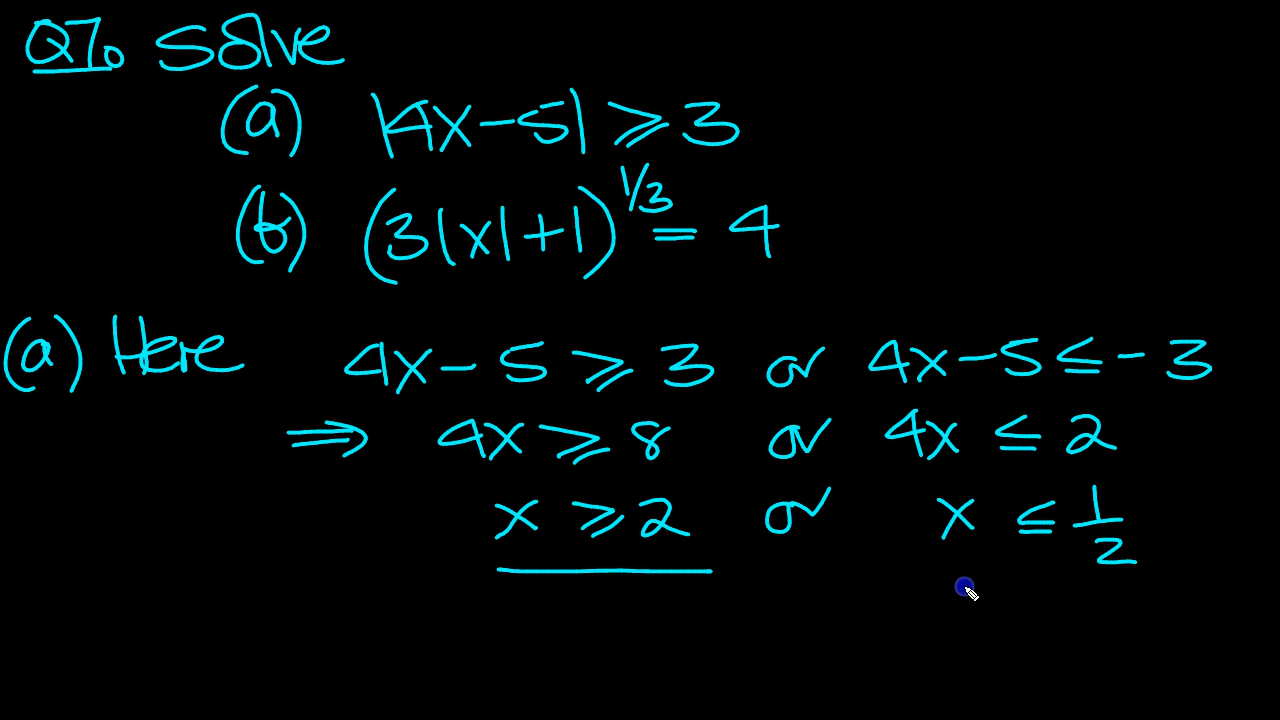 Q7. Solve
(a) |4x-5| ≥ 3
(b) (3|x|+1)^{1/3} = 4
(a) Here 4x-5 ≥ 3 or 4x-5 ≤ -3
⇒ 4x ≥ 8 or 4x ≤ 2
x ≥ 2 or x ≤ 1/2